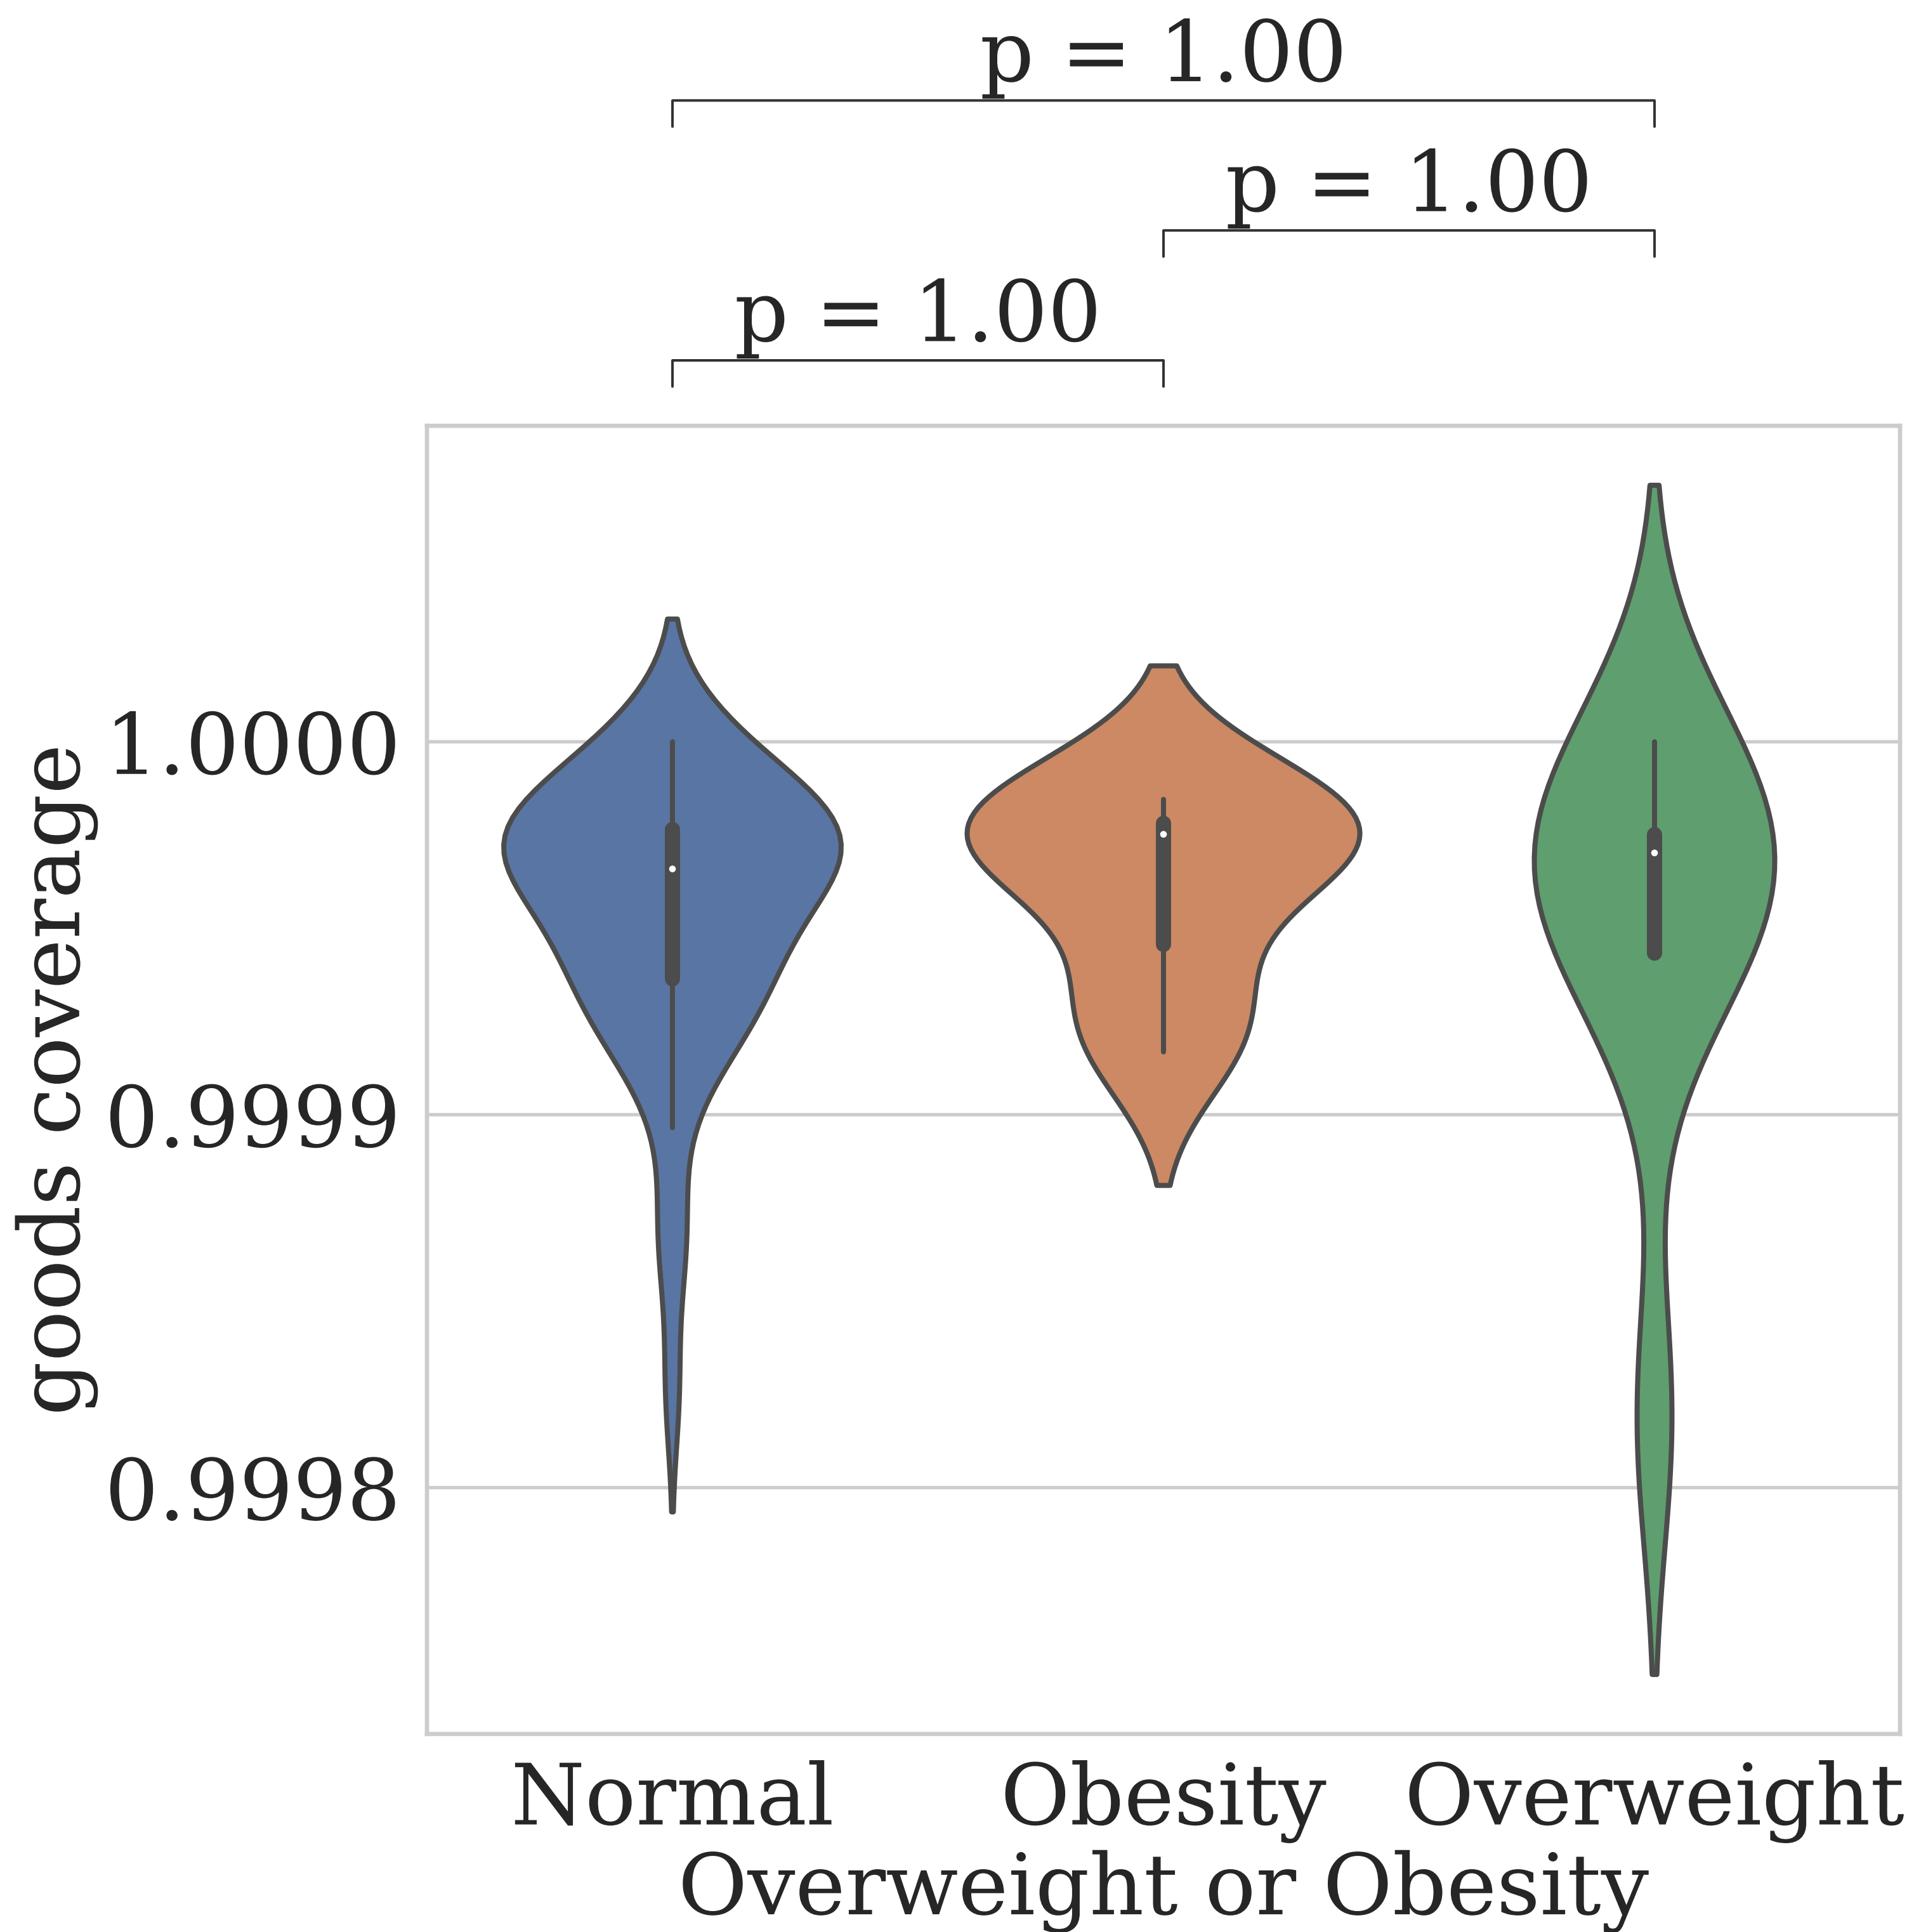 p = 1.00
p = 1.00
p = 1.00
goods coverage
1.0000
0.9999
0.9998
Normal
Obesity
Overweight
Overweight or Obesity